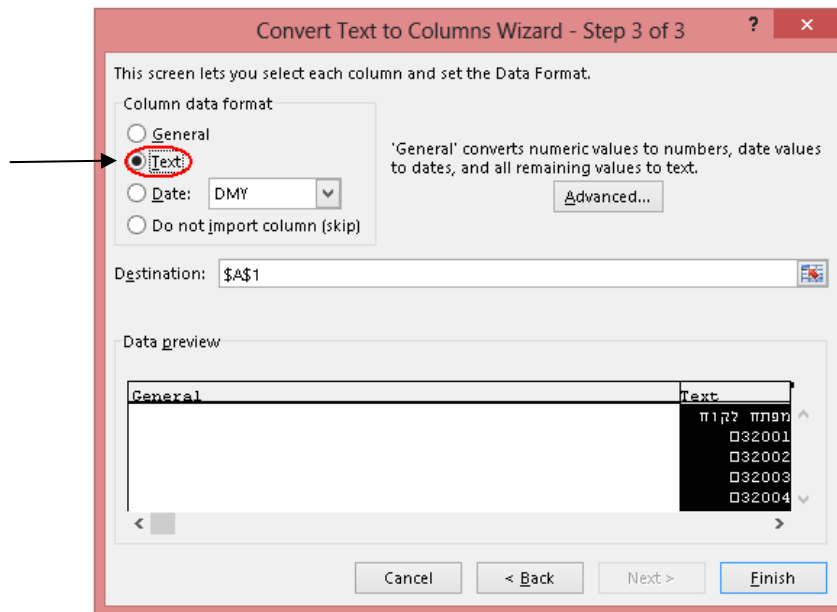 Convert Text to Columns Wizard - Step 3 of 3
?
×
This screen lets you select each column and set the Data Format.
Column data format
General
Text
Date: DMY
Do not import column (skip)
'General' converts numeric values to numbers, date values
to dates, and all remaining values to text.
Advanced...
Destination: $A$1
Data preview
General Text
מפתח לקוח
□32001
□32002
□32003
□32004
Cancel
< Back
Next >
Finish